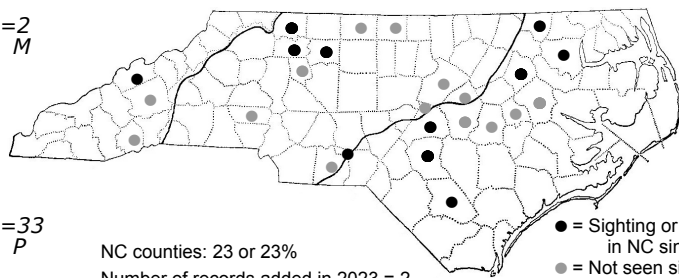 =2
M
=33
P
NC counties: 23 or 23%
Number of records added in 2023 = 2
= Sighting or
in NC sin
= Not seen si